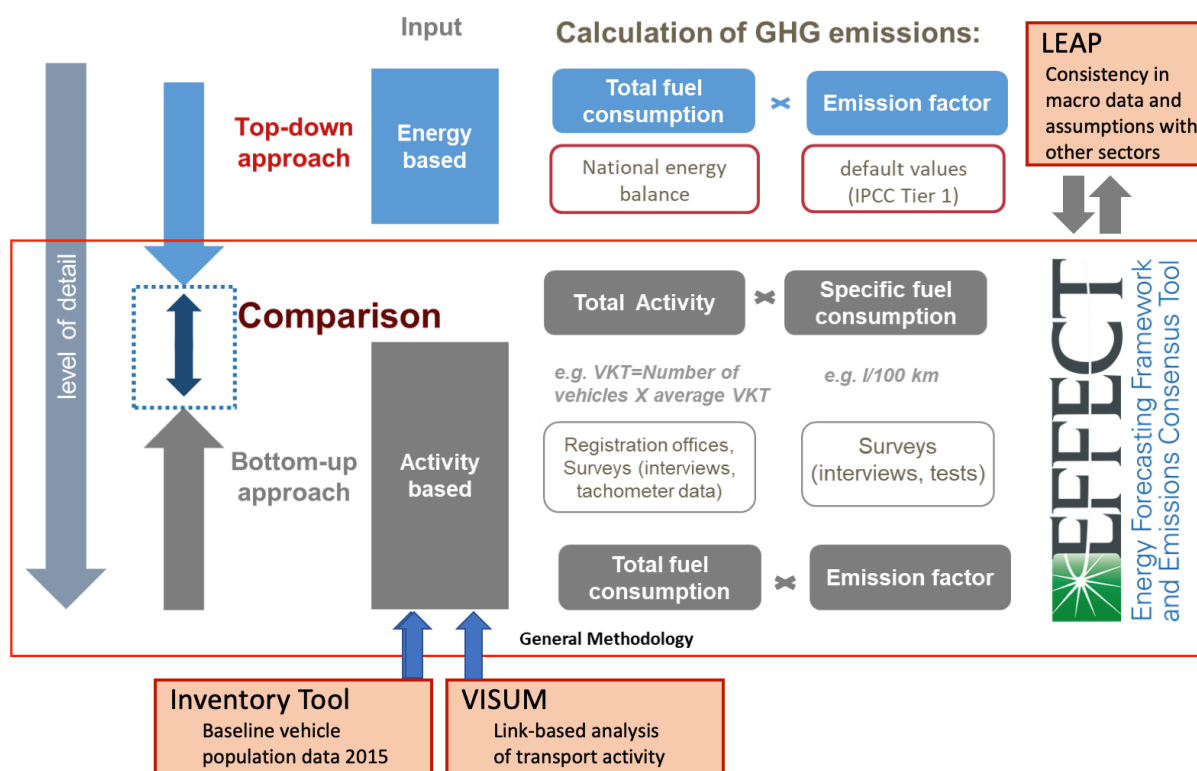 Input
Calculation of GHG emissions:
LEAP
Consistency in
macro data and
assumptions with
other sectors
level of detail
Top-down
approach
Energy
based
Total fuel
consumption
×
Emission factor
National energy
balance
default values
(IPCC Tier 1)
Comparison
Total Activity
×
Specific fuel
consumption
e.g. VKT=Number of
vehicles X average VKT
e.g. l/100 km
Bottom-up
approach
Activity
based
Registration offices,
Surveys (interviews,
tachometer data)
Surveys
(interviews, tests)
Total fuel
consumption
×
Emission factor
EFFECT
Energy Forecasting Framework
and Emissions Consensus Tool
General Methodology
Inventory Tool
Baseline vehicle
population data 2015
VISUM
Link-based analysis
of transport activity